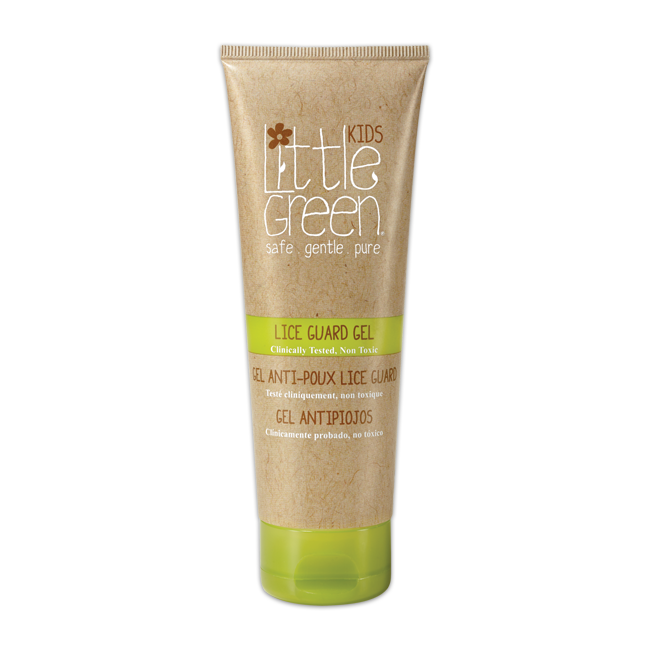 KIDS
Little
Green®
safe . gentle . pure
LICE GUARD GEL
Clinically Tested, Non Toxic
GEL ANTI-POUX LICE GUARD
Testé cliniquement, non toxique
GEL ANTIPIOJOS
Clinicamente probado, no tóxico